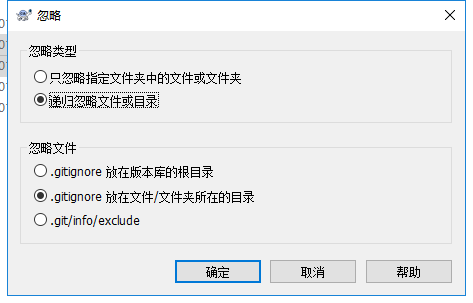 忽略
忽略类型
只忽略指定文件夹中的文件或文件夹
递归忽略文件或目录
忽略文件
.gitignore 放在版本库的根目录
.gitignore 放在文件/文件夹所在的目录
.git/info/exclude
确定
取消
帮助